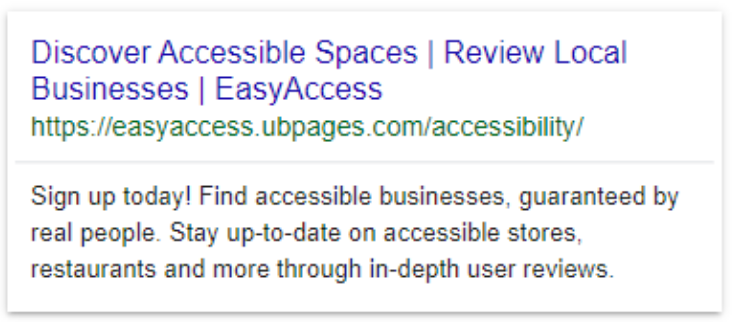 Discover Accessible Spaces | Review Local
Businesses | EasyAccess
https://easyaccess.ubpages.com/accessibility/
Sign up today! Find accessible businesses, guaranteed by
real people. Stay up-to-date on accessible stores,
restaurants and more through in-depth user reviews.